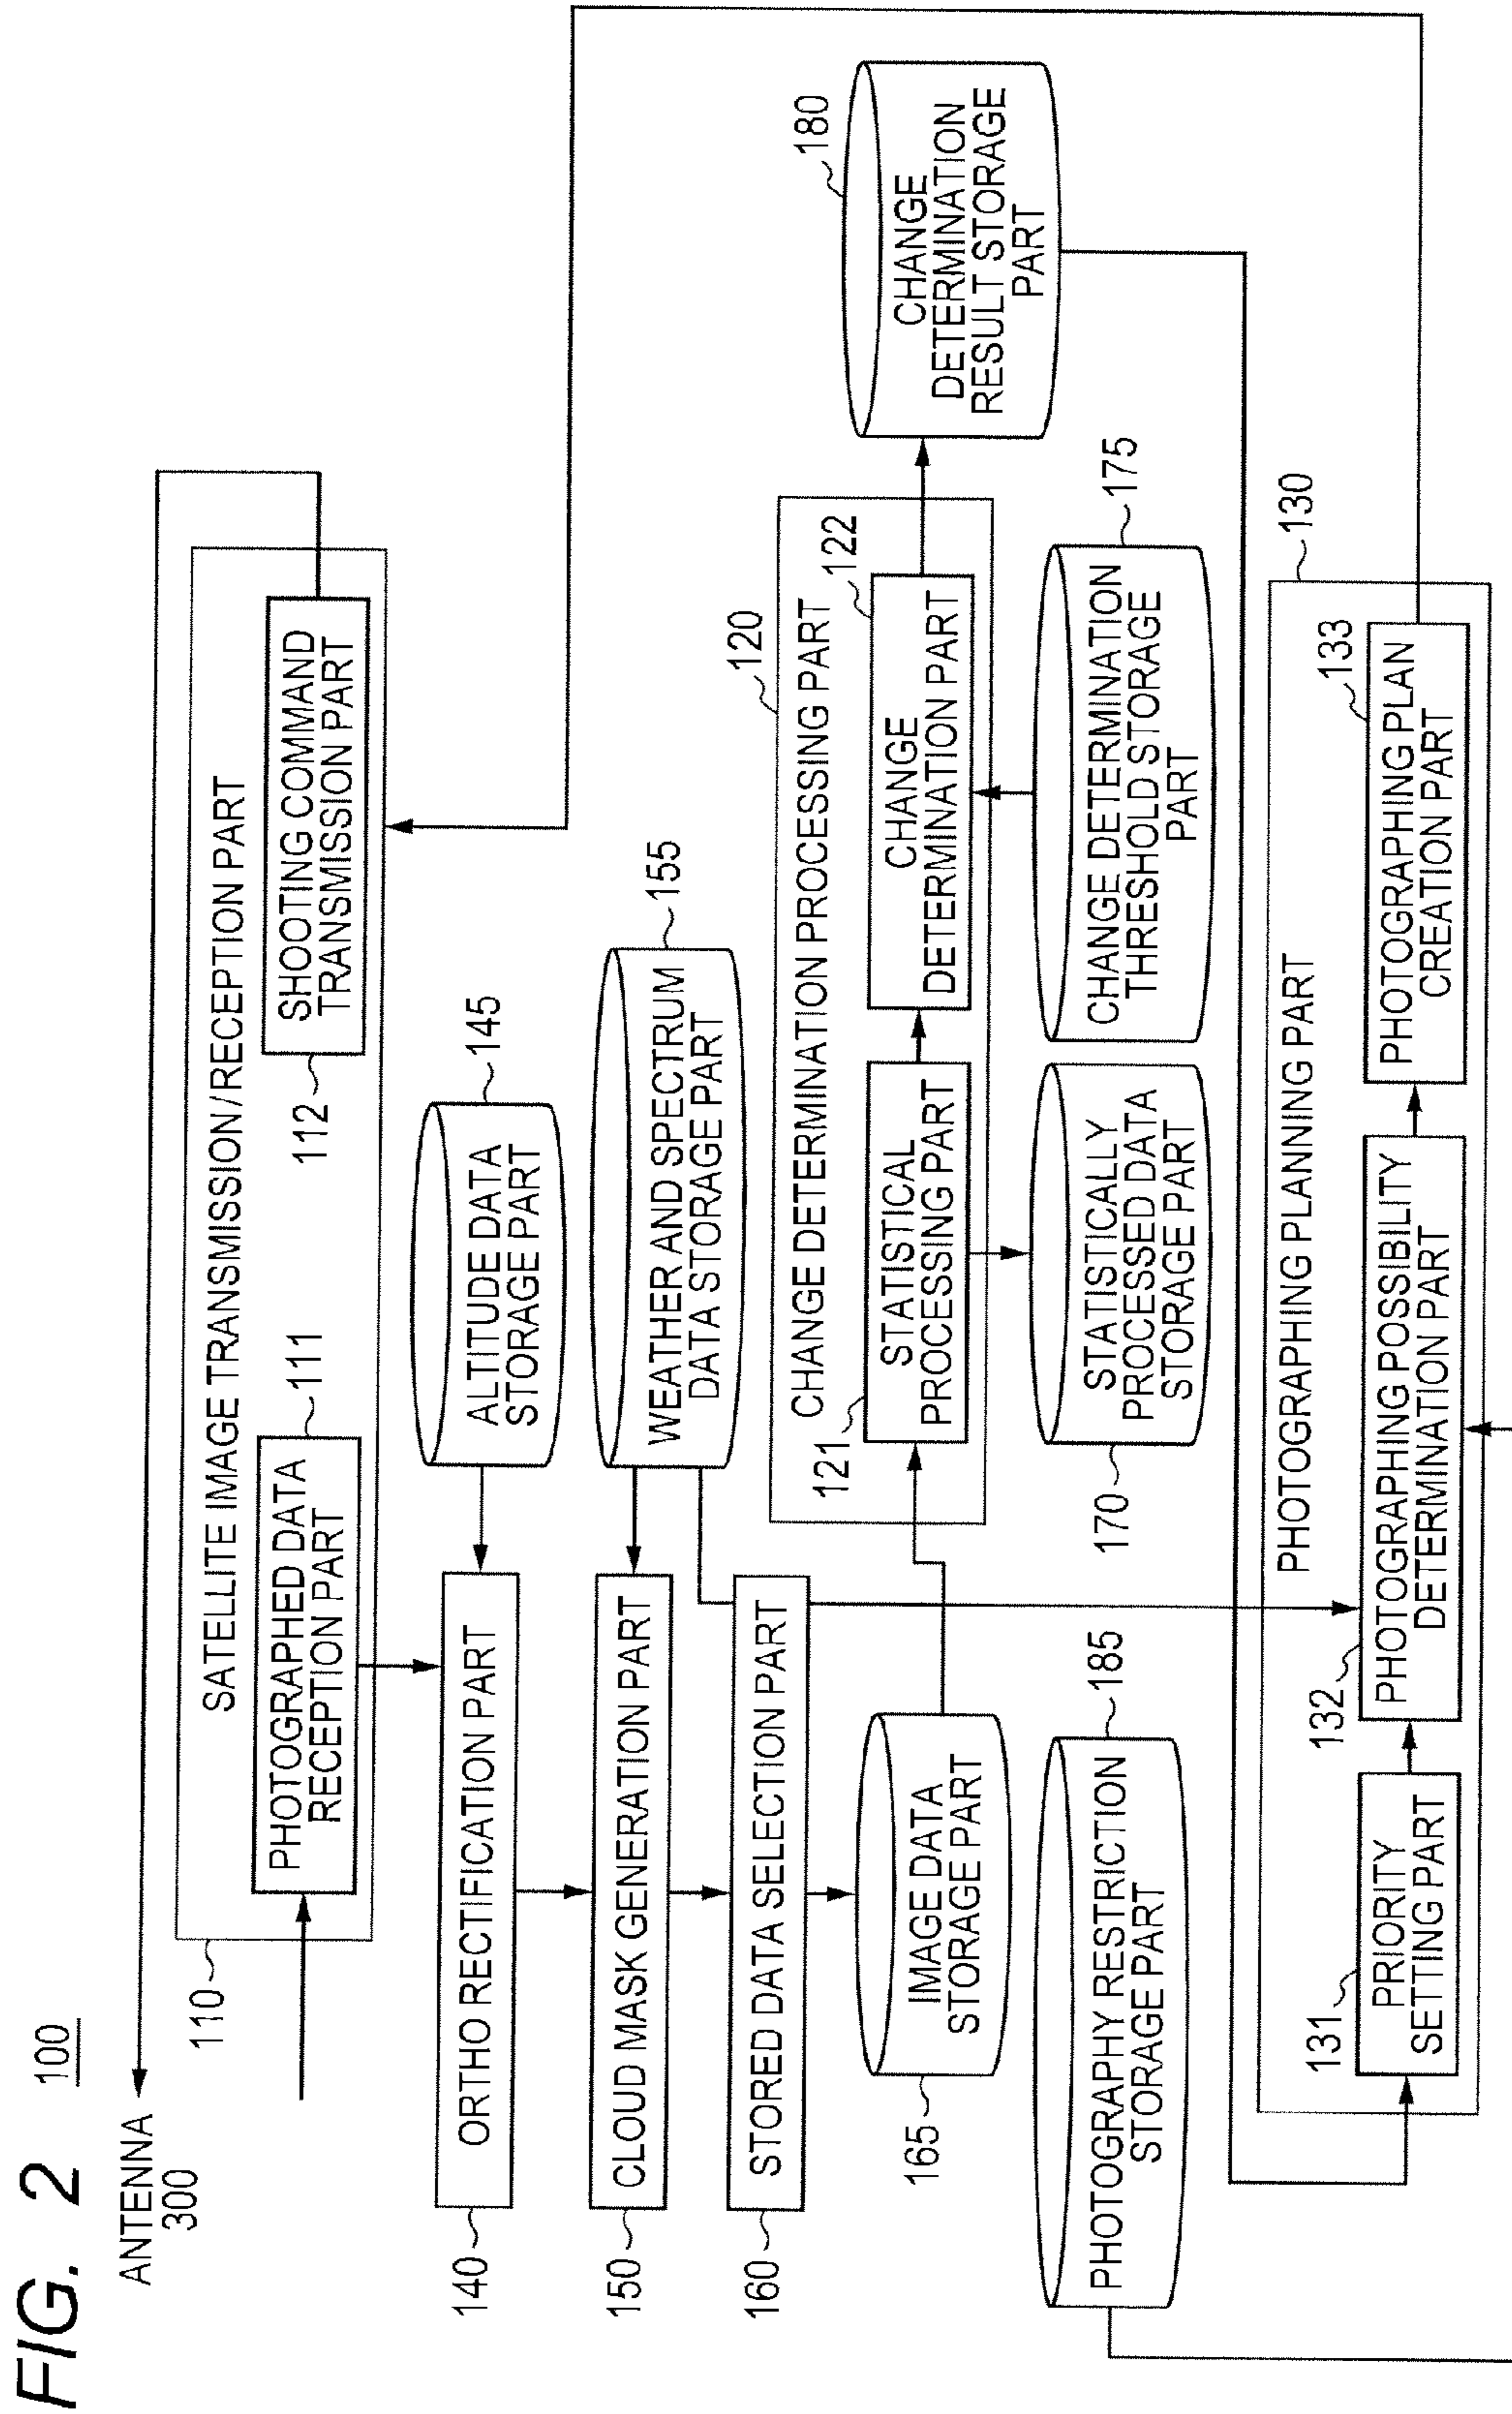 FIG. 2
100
ANTENNA
300
110
SATELLITE IMAGE TRANSMISSION/RECEPTION PART
PHOTOGRAPHED DATA
RECEPTION PART
111
SHOOTING COMMAND
TRANSMISSION PART
112
140
ORTHO RECTIFICATION PART
ALTITUDE DATA
STORAGE PART
145
150
CLOUD MASK GENERATION PART
WEATHER AND SPECTRUM
DATA STORAGE PART
155
160
STORED DATA SELECTION PART
165
IMAGE DATA
STORAGE PART
120
CHANGE DETERMINATION PROCESSING PART
121
STATISTICAL
PROCESSING PART
122
CHANGE
DETERMINATION PART
180
CHANGE
DETERMINATION
RESULT STORAGE
PART
170
STATISTICALLY
PROCESSED DATA
STORAGE PART
175
CHANGE DETERMINATION
THRESHOLD STORAGE
PART
185
PHOTOGRAPHY RESTRICTION
STORAGE PART
130
PHOTOGRAPHING PLANNING PART
131
PRIORITY
SETTING PART
132
PHOTOGRAPHING POSSIBILITY
DETERMINATION PART
133
PHOTOGRAPHING PLAN
CREATION PART